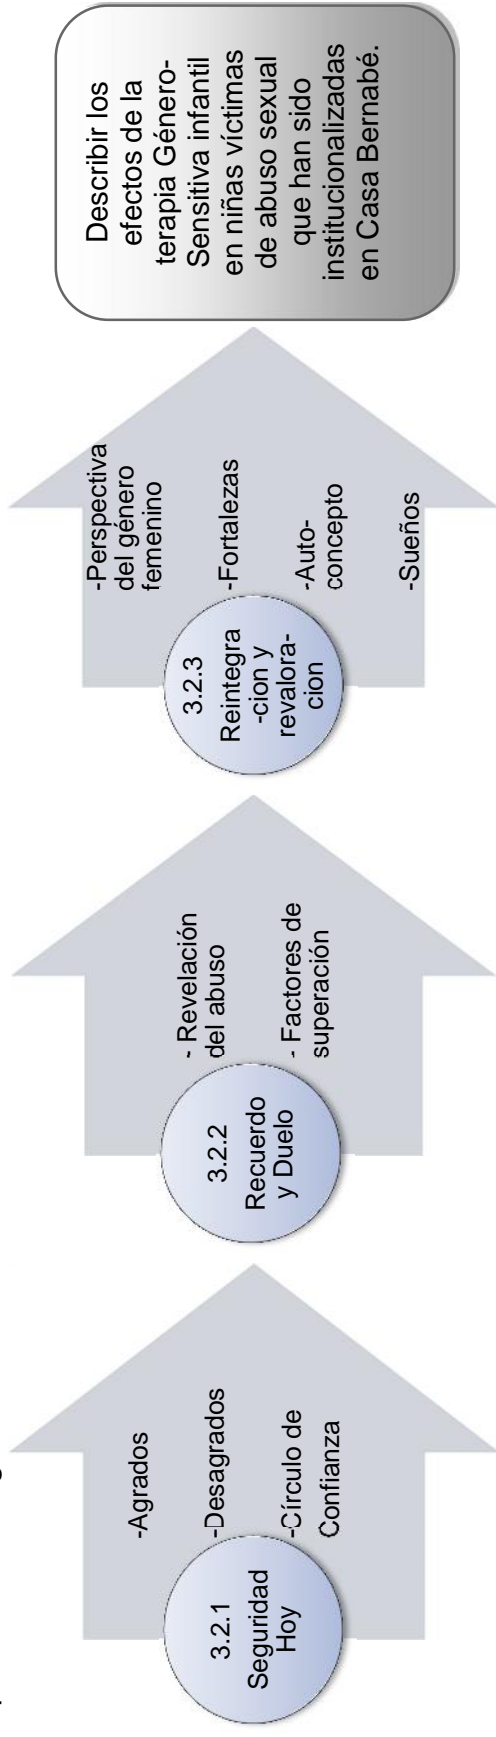 3.2.1
Seguridad
Hoy
-Agrados
-Desagrados
-Círculo de
Confianza
3.2.2
Recuerdo
y Duelo
- Revelación
del abuso
- Factores de
superación
3.2.3
Reintegra
-cion y
revalora-
cion
-Perspectiva
del género
femenino
-Fortalezas
-Auto-
concepto
-Sueños
Describir los
efectos de la
terapia Género-
Sensitiva infantil
en niñas víctimas
de abuso sexual
que han sido
institucionalizadas
en Casa Bernabé.